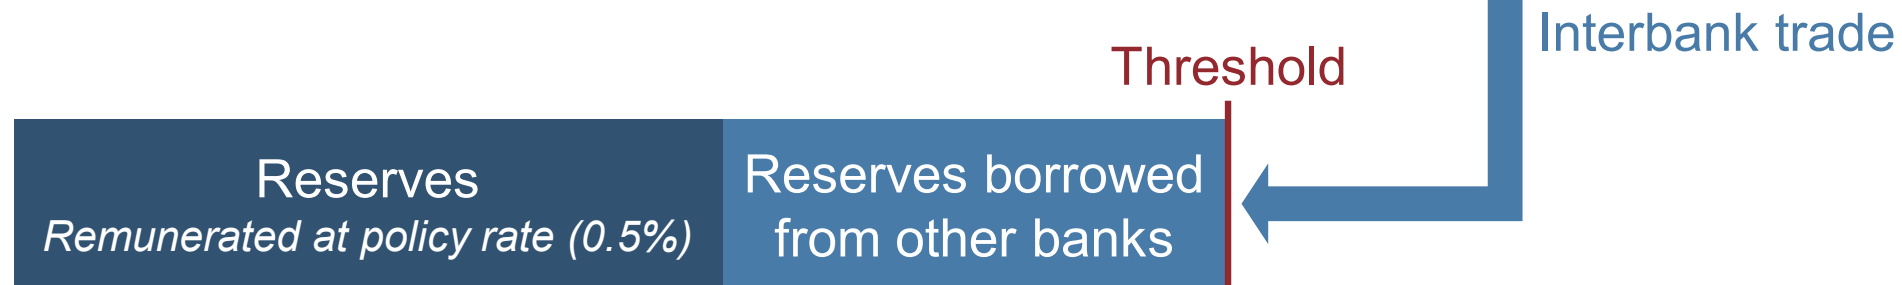 Interbank trade
Threshold
Reserves
Remunerated at policy rate (0.5%)
Reserves borrowed
from other banks